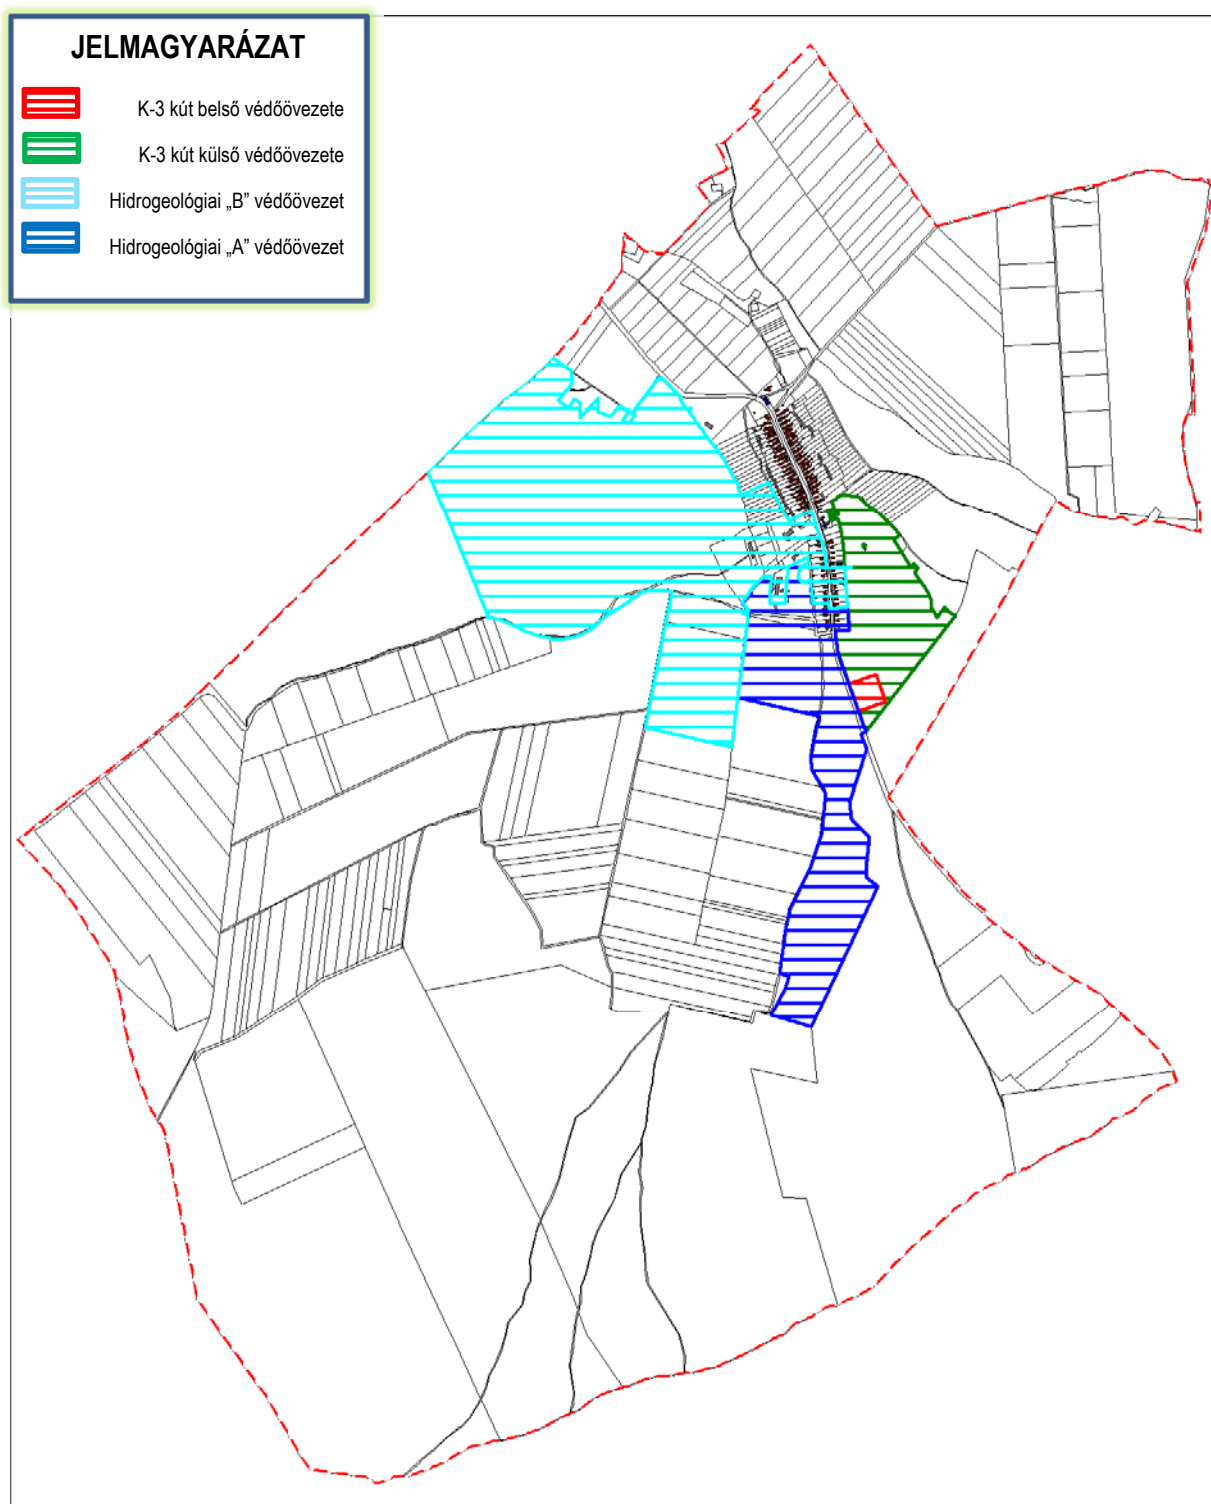 JELMAGYARÁZAT
K-3 kút belső védőövezete
K-3 kút külső védőövezete
Hidrogeológiai „B” védőövezet
Hidrogeológiai „A” védőövezet